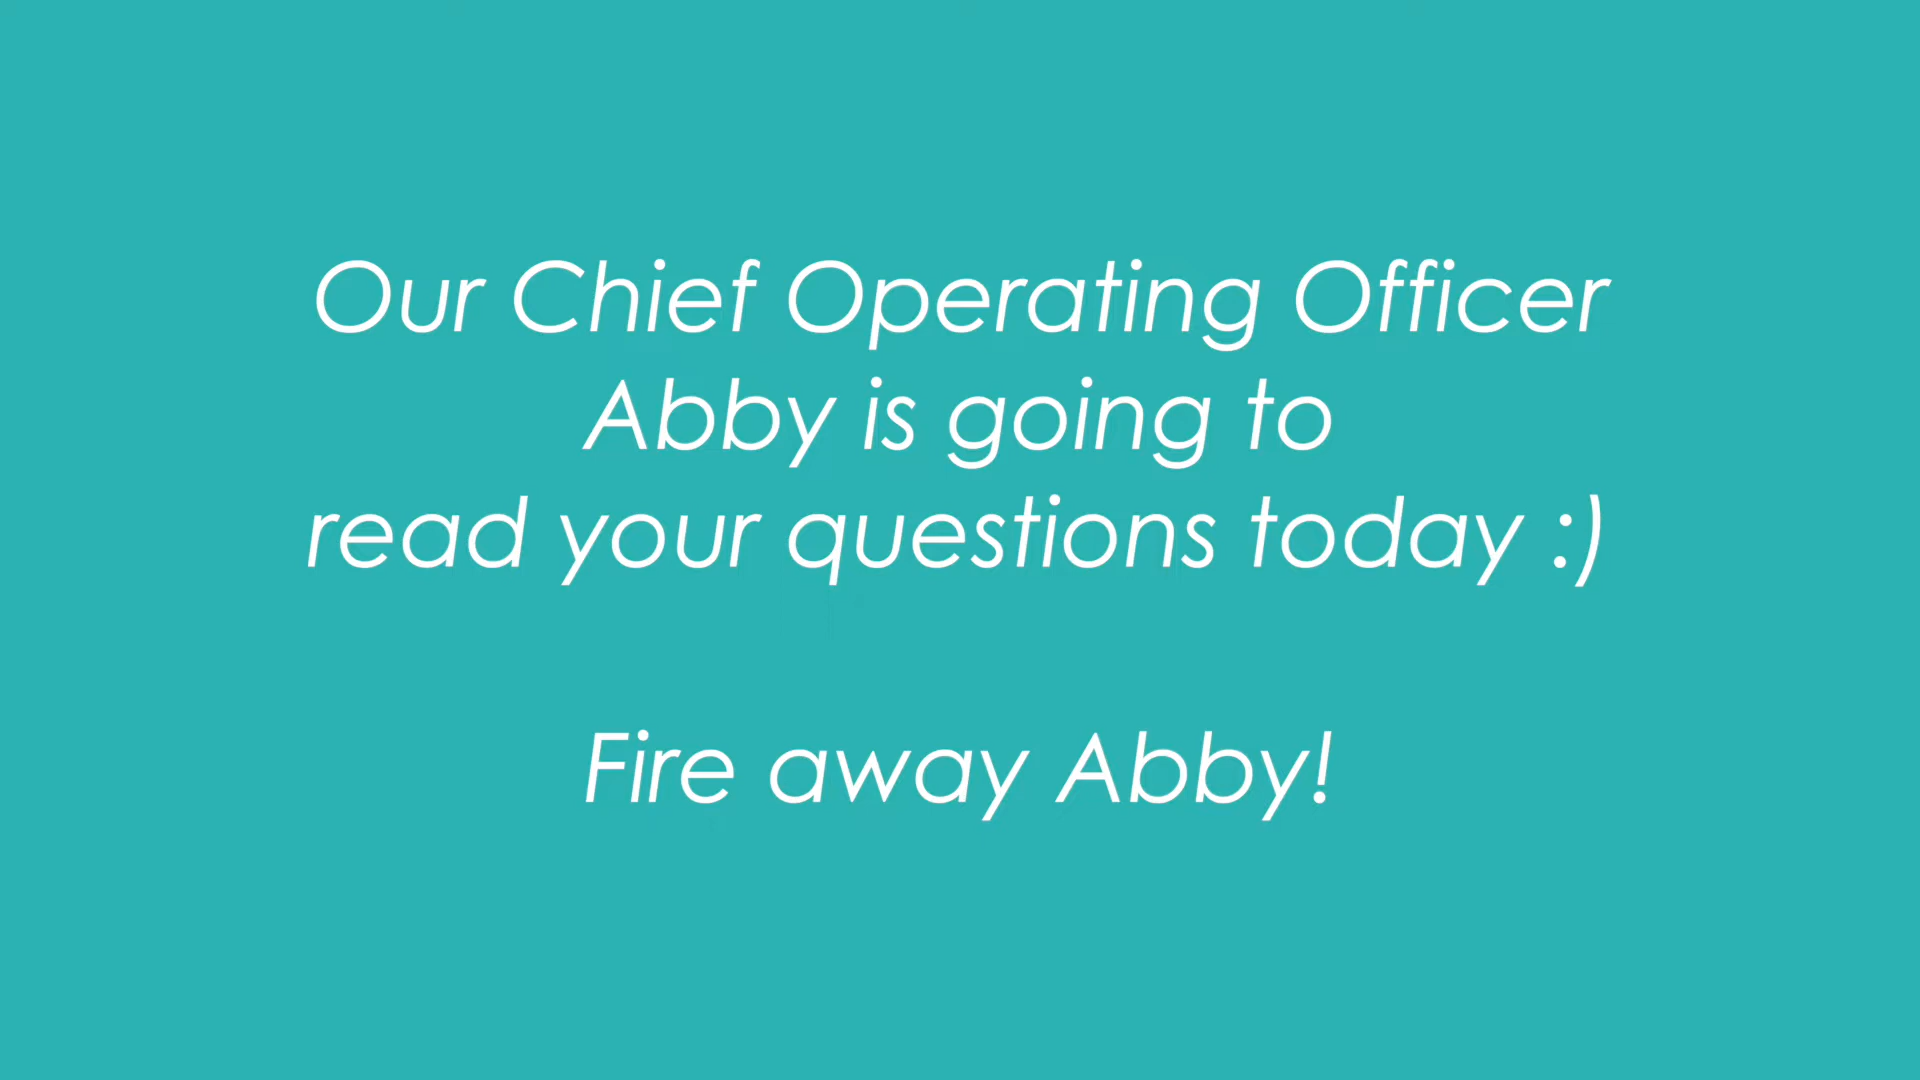 Our Chief Operating Officer
Abby is going to
read your questions today :)
Fire away Abby!